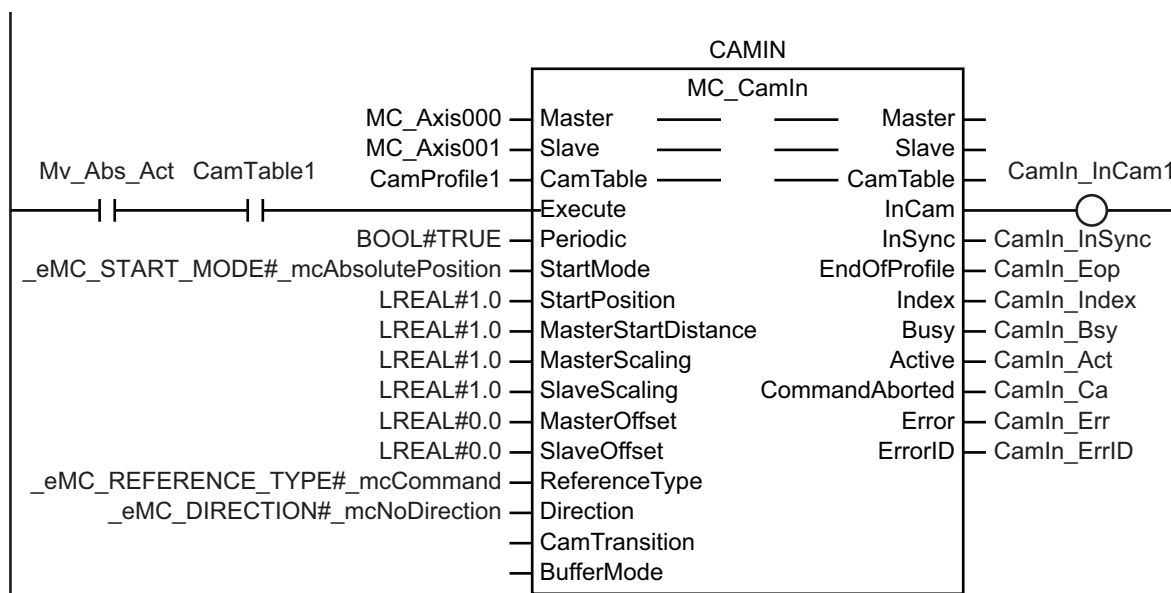 CAMIN
MC_CamIn
MC_Axis000 Master Master
MC_Axis001 Slave Slave
Mv_Abs_Act CamTable1 CamProfile1 CamTable CamTable CamIn_InCam1
Execute InCam
BOOL#TRUE Periodic InSync CamIn_InSync
_eMC_START_MODE#_mcAbsolutePosition StartMode EndOfProfile CamIn_Eop
LREAL#1.0 StartPosition Index CamIn_Index
LREAL#1.0 MasterStartDistance Busy CamIn_Bsy
LREAL#1.0 MasterScaling Active CamIn_Act
LREAL#1.0 SlaveScaling CommandAborted CamIn_Ca
LREAL#0.0 MasterOffset Error CamIn_Err
LREAL#0.0 SlaveOffset ErrorID CamIn_ErrID
_eMC_REFERENCE_TYPE#_mcCommand ReferenceType
_eMC_DIRECTION#_mcNoDirection Direction
CamTransition
BufferMode